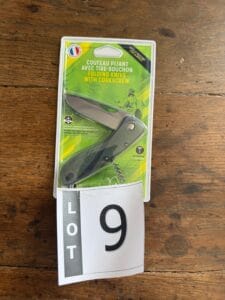 COUTEAU PLIANT
AVEC TIRE-BOUCHON
FOLDING KNIFE
WITH CORKSCREW
LOT
9